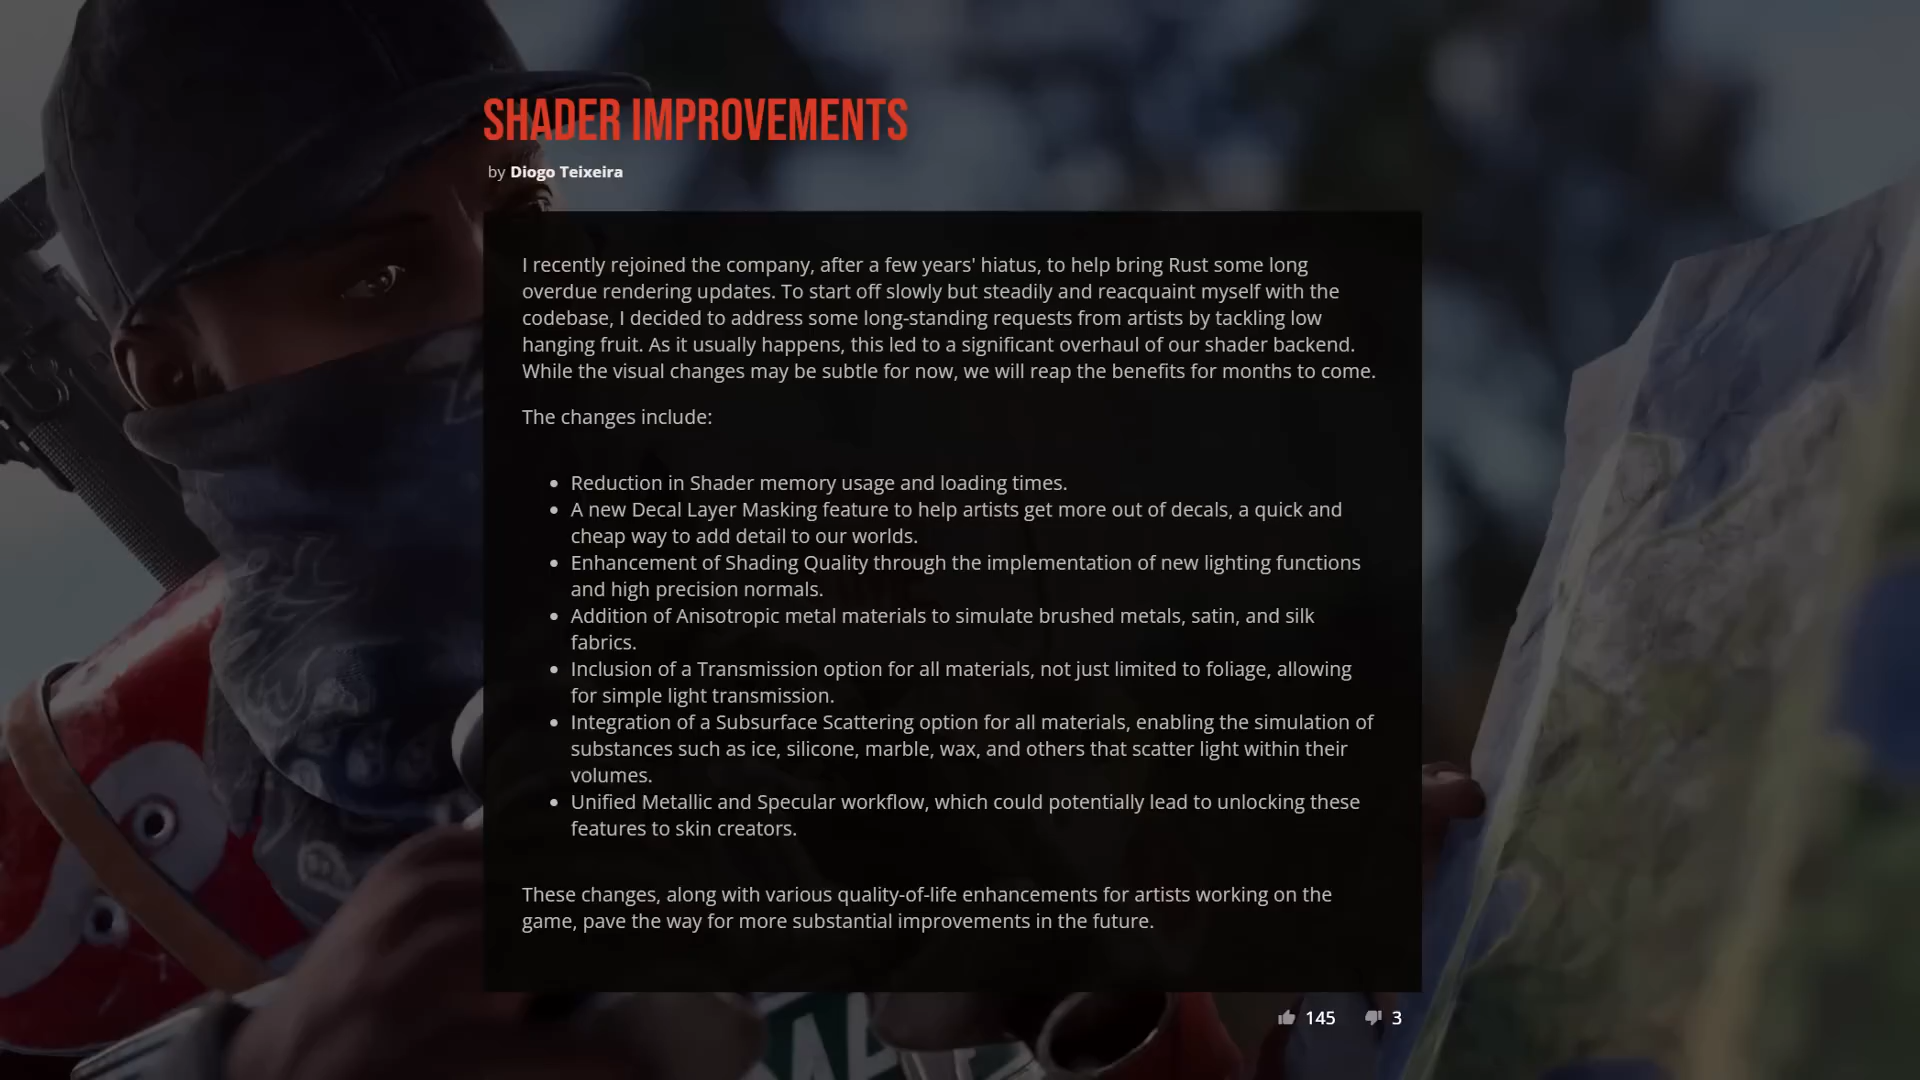 SHADER IMPROVEMENTS
by Diogo Teixeira
I recently rejoined the company, after a few years' hiatus, to help bring Rust some long
overdue rendering updates. To start off slowly but steadily and reacquaint myself with the
codebase, I decided to address some long-standing requests from artists by tackling low
hanging fruit. As it usually happens, this led to a significant overhaul of our shader backend.
While the visual changes may be subtle for now, we will reap the benefits for months to come.
The changes include:
• Reduction in Shader memory usage and loading times.
• A new Decal Layer Masking feature to help artists get more out of decals, a quick and
cheap way to add detail to our worlds.
• Enhancement of Shading Quality through the implementation of new lighting functions
and high precision normals.
• Addition of Anisotropic metal materials to simulate brushed metals, satin, and silk
fabrics.
• Inclusion of a Transmission option for all materials, not just limited to foliage, allowing
for simple light transmission.
• Integration of a Subsurface Scattering option for all materials, enabling the simulation of
substances such as ice, silicone, marble, wax, and others that scatter light within their
volumes.
• Unified Metallic and Specular workflow, which could potentially lead to unlocking these
features to skin creators.
These changes, along with various quality-of-life enhancements for artists working on the
game, pave the way for more substantial improvements in the future.
145 3